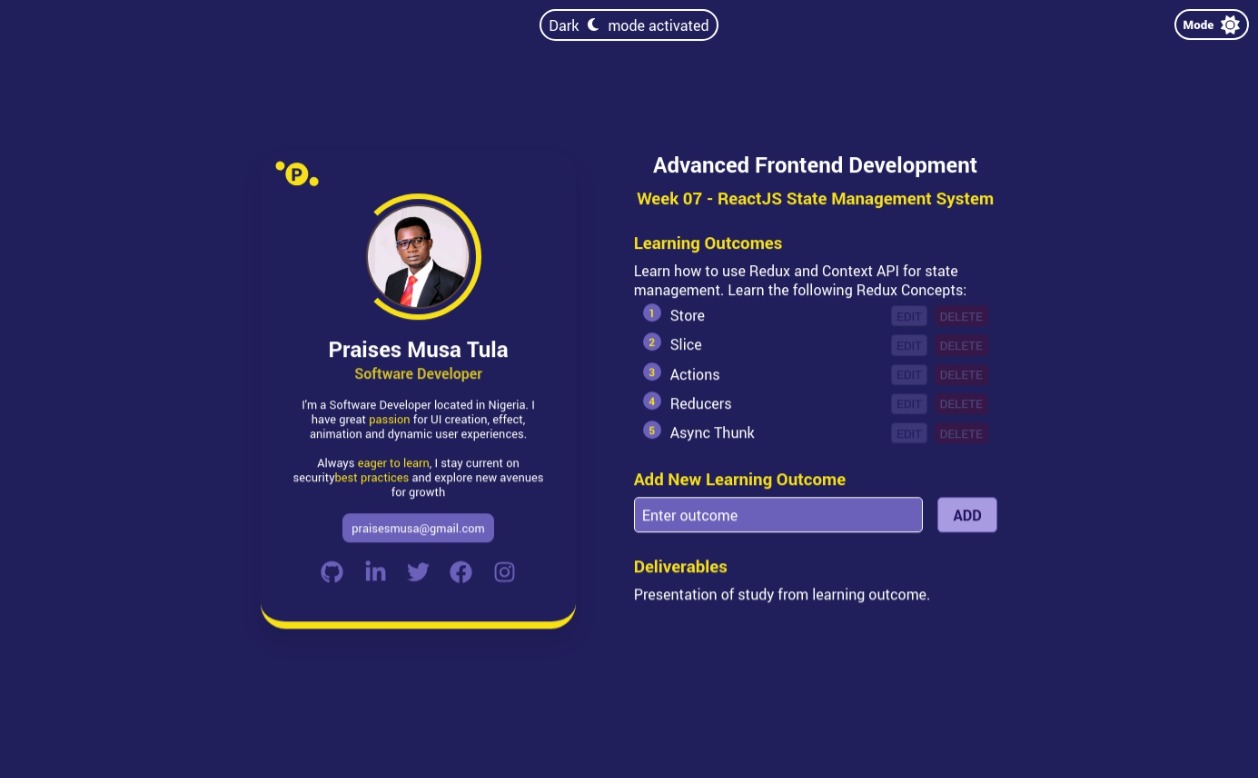 Dark mode activated
Mode
P
Praises Musa Tula
Software Developer
I'm a Software Developer located in Nigeria. I
have great passion for UI creation, effect,
animation and dynamic user experiences.
Always eager to learn, I stay current on
securitybest practices and explore new avenues
for growth
praisesmusa@gmail.com
in
Advanced Frontend Development
Week 07 - ReactJS State Management System
Learning Outcomes
Learn how to use Redux and Context API for state
management. Learn the following Redux Concepts:
1 Store EDIT DELETE
2 Slice EDIT DELETE
3 Actions EDIT DELETE
4 Reducers EDIT DELETE
5 Async Thunk EDIT DELETE
Add New Learning Outcome
Enter outcome ADD
Deliverables
Presentation of study from learning outcome.